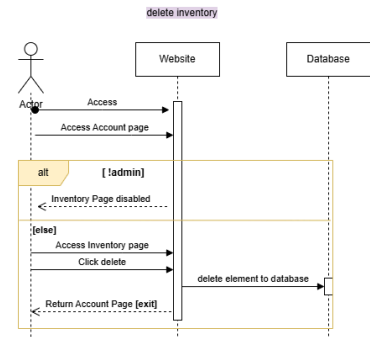 delete inventory
Website
Database
Actor
Access
Access Account page
alt
[ !admin]
Inventory Page disabled
[else]
Access Inventory page
Click delete
delete element to database
Return Account Page [exit]